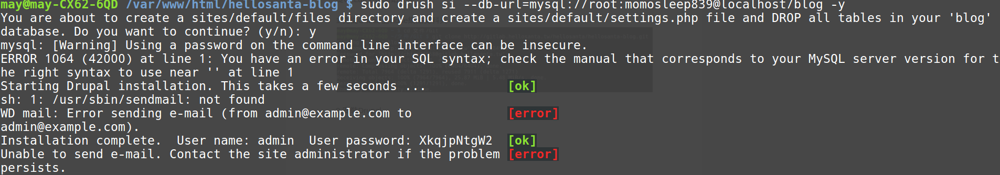 may@may-CX62-6QD /var/www/html/hellosanta-blog $ sudo drush si --db-url=mysql://root:momosleep839@localhost/blog -y
You are about to create a sites/default/files directory and create a sites/default/settings.php file and DROP all tables in your 'blog'
database. Do you want to continue? (y/n): y
mysql: [Warning] Using a password on the command line interface can be insecure.
ERROR 1064 (42000) at line 1: You have an error in your SQL syntax; check the manual that corresponds to your MySQL server version for t
he right syntax to use near '' at line 1
Starting Drupal installation. This takes a few seconds ... [ok]
sh: 1: /usr/sbin/sendmail: not found
WD mail: Error sending e-mail (from admin@example.com to [error]
admin@example.com).
Installation complete.  User name: admin  User password: XkqjpNtgW2 [ok]
Unable to send e-mail. Contact the site administrator if the problem [error]
persists.